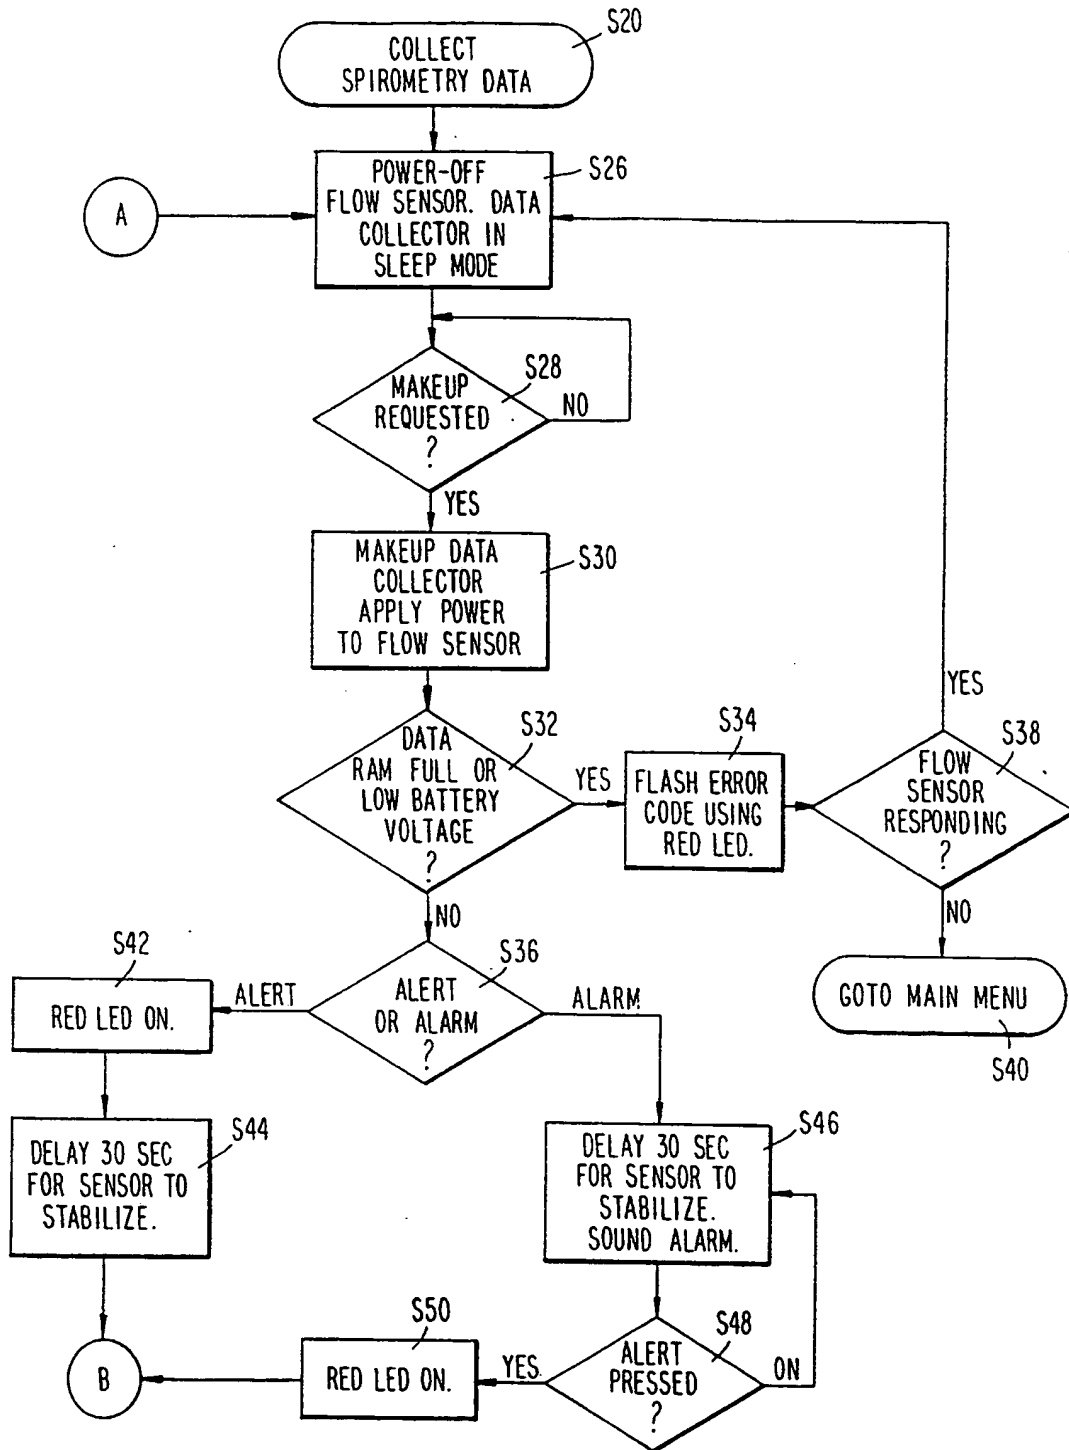 S20
COLLECT
SPIROMETRY DATA
POWER-OFF
FLOW SENSOR. DATA
COLLECTOR IN
SLEEP MODE
S26
A
MAKEUP
REQUESTED
?
S28
NO
YES
MAKEUP DATA
COLLECTOR
APPLY POWER
TO FLOW SENSOR
S30
DATA
RAM FULL OR
LOW BATTERY
VOLTAGE
?
S32
YES
NO
S34
FLASH ERROR
CODE USING
RED LED.
YES
S38
FLOW
SENSOR
RESPONDING
?
NO
GOTO MAIN MENU
S40
S36
ALERT
OR ALARM
?
ALERT
ALARM
S42
RED LED ON.
S44
DELAY 30 SEC
FOR SENSOR TO
STABILIZE.
S46
DELAY 30 SEC
FOR SENSOR TO
STABILIZE.
SOUND ALARM.
S48
ALERT
PRESSED
?
ON
YES
S50
RED LED ON.
B